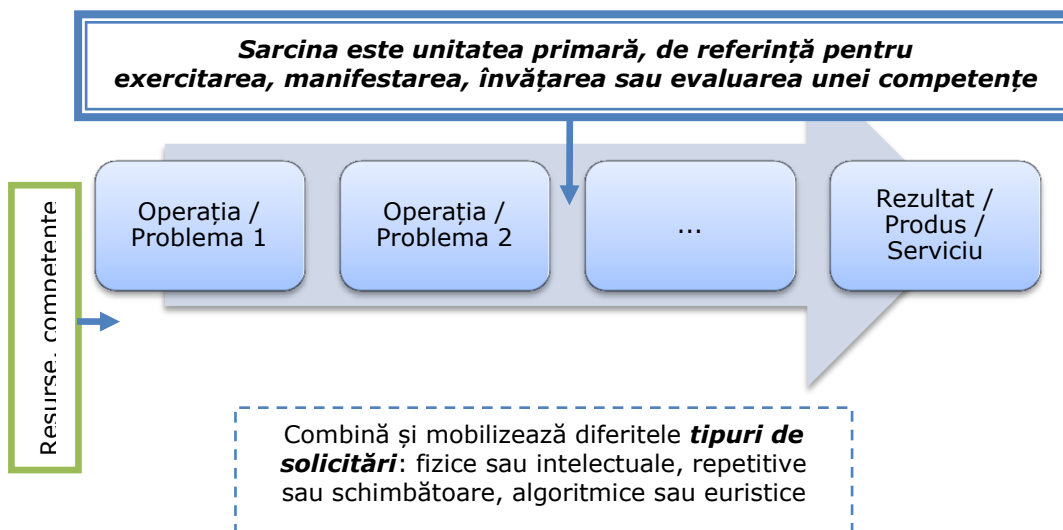 Sarcina este unitatea primară, de referință pentru
exercitarea, manifestarea, învățarea sau evaluarea unei competențe
Resurse, competente
Operația /
Problema 1
Operația /
Problema 2
...
Rezultat /
Produs /
Serviciu
Combină și mobilizează diferitele tipuri de
solicitări: fizice sau intelectuale, repetitive
sau schimbătoare, algoritmice sau euristice